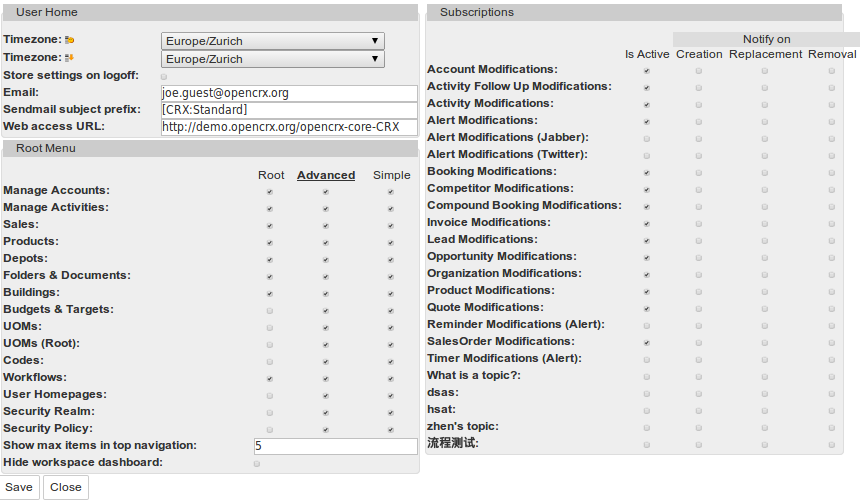 User Home
Timezone:
Europe/Zurich
Timezone:
Europe/Zurich
Store settings on logoff:
Email:
joe.guest@opencrx.org
Sendmail subject prefix:
[CRX:Standard]
Web access URL:
http://demo.opencrx.org/opencrx-core-CRX
Root Menu
Root Advanced Simple
Manage Accounts:
Manage Activities:
Sales:
Products:
Depots:
Folders & Documents:
Buildings:
Budgets & Targets:
UOMs:
UOMs (Root):
Codes:
Workflows:
User Homepages:
Security Realm:
Security Policy:
Show max items in top navigation:
5
Hide workspace dashboard:
Save Close
Subscriptions
Notify on
Is Active Creation Replacement Removal
Account Modifications:
Activity Follow Up Modifications:
Activity Modifications:
Alert Modifications:
Alert Modifications (Jabber):
Alert Modifications (Twitter):
Booking Modifications:
Competitor Modifications:
Compound Booking Modifications:
Invoice Modifications:
Lead Modifications:
Opportunity Modifications:
Organization Modifications:
Product Modifications:
Quote Modifications:
Reminder Modifications (Alert):
SalesOrder Modifications:
Timer Modifications (Alert):
What is a topic?:
dsas:
hsat:
zhen's topic:
流程测试: